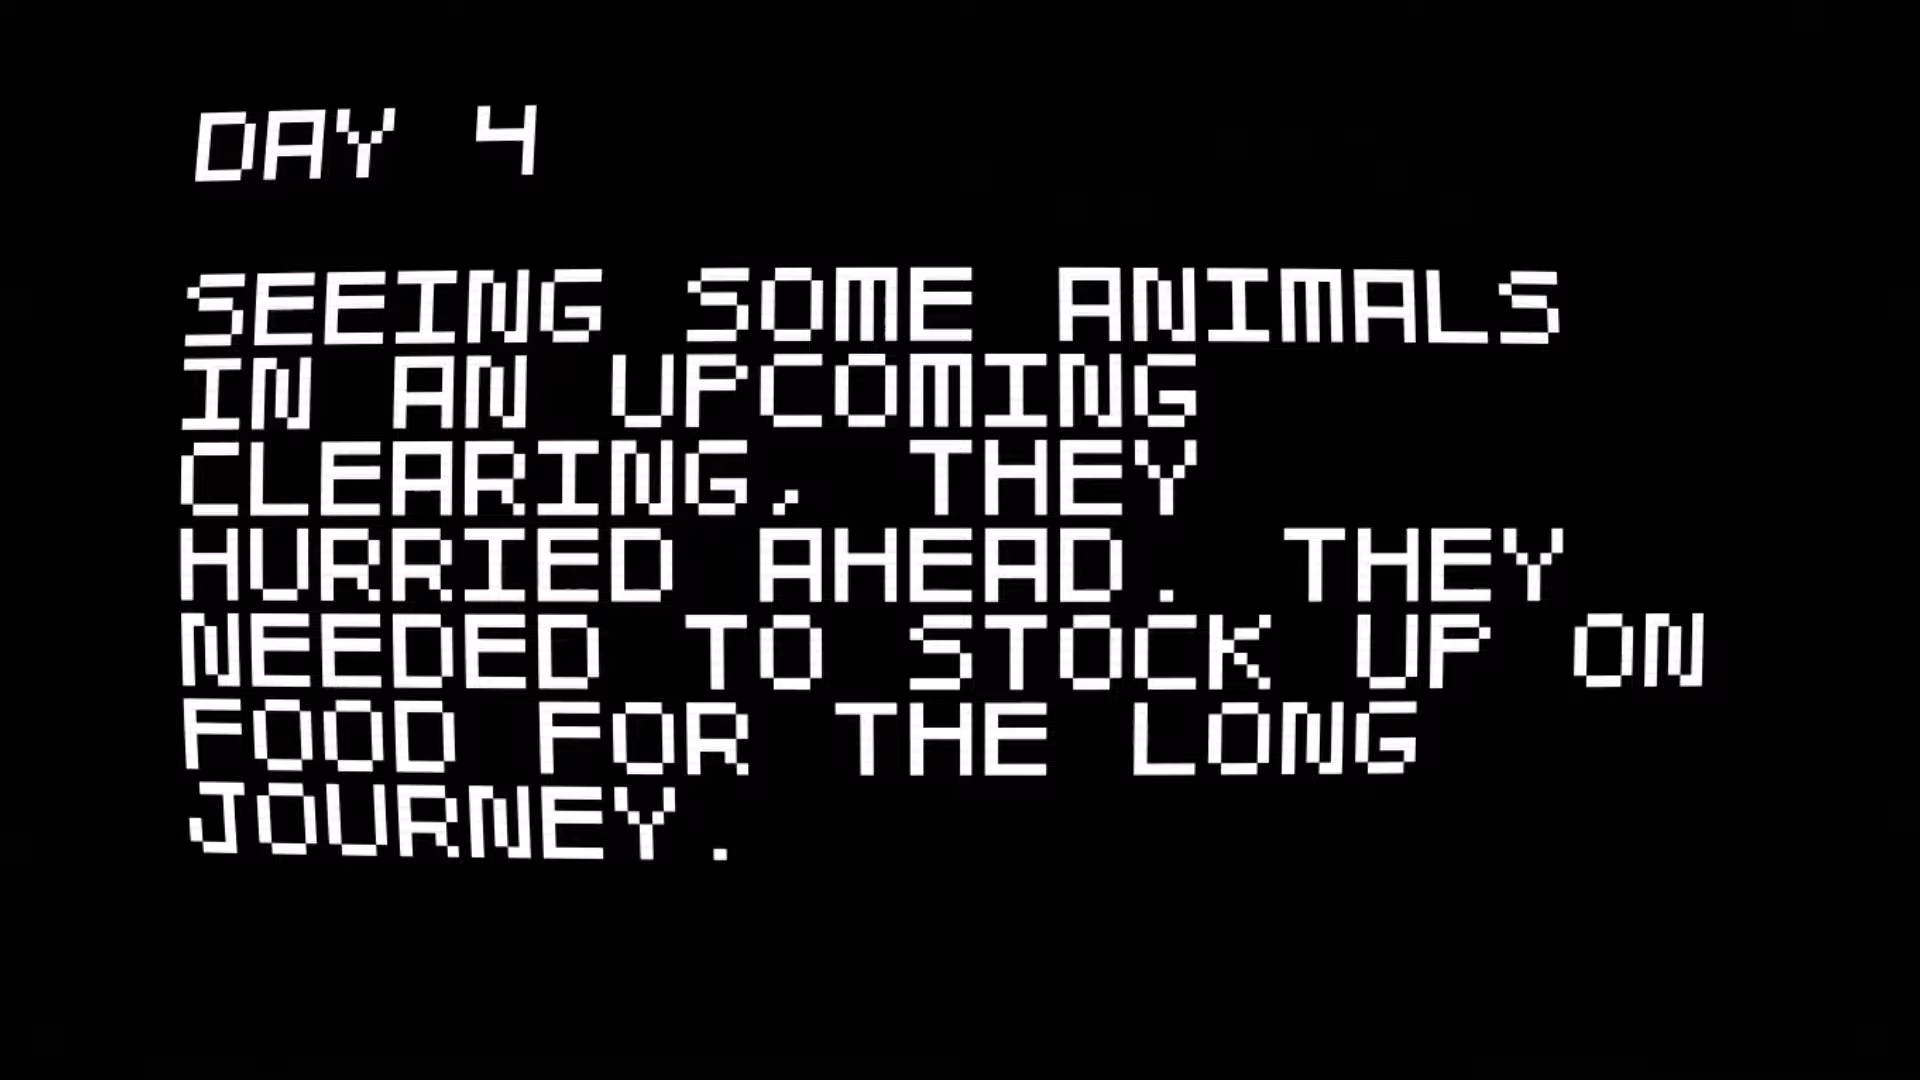 DAY 4
SEEING SOME ANIMALS
IN AN UPCOMING
CLEARING, THEY
HURRIED AHEAD. THEY
NEEDED TO STOCK UP ON
FOOD FOR THE LONG
JOURNEY.